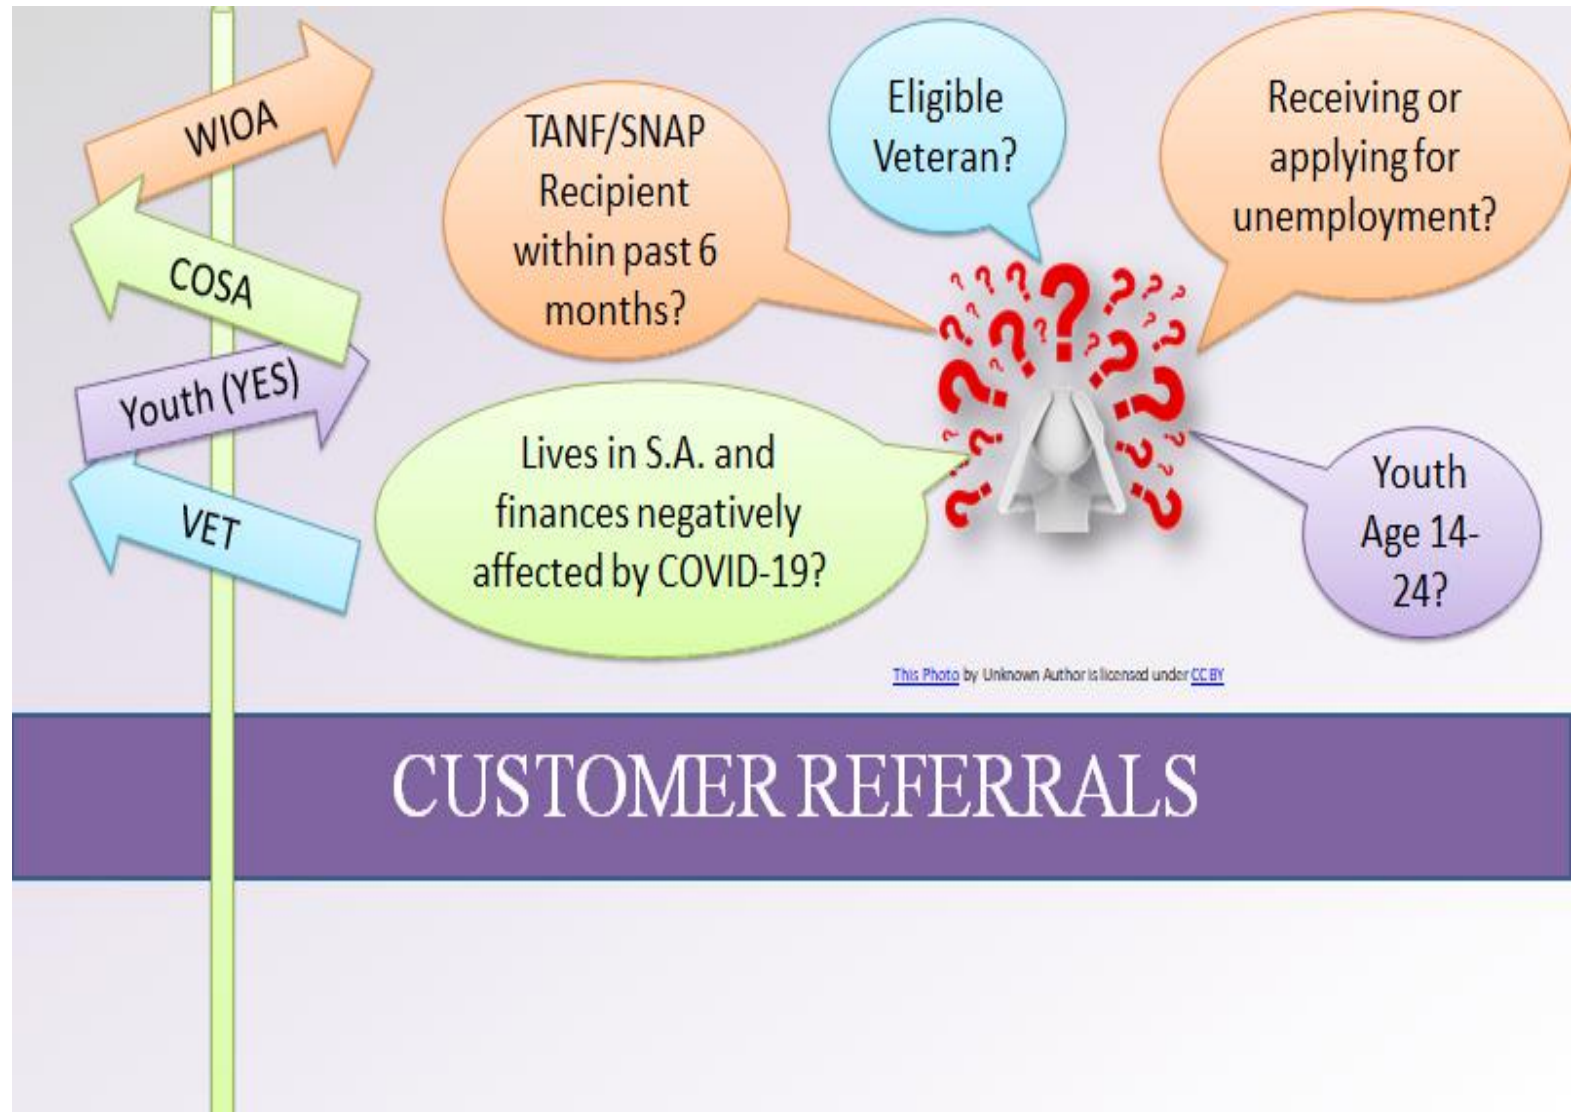 WIOA
COSA
Youth (YES)
VET
TANF/SNAP
Recipient
within past 6
months?
Eligible
Veteran?
Receiving or
applying for
unemployment?
Lives in S.A. and
finances negatively
affected by COVID-19?
Youth
Age 14-
24?
This Photo by Unknown Author is licensed under CC BY
CUSTOMER REFERRALS